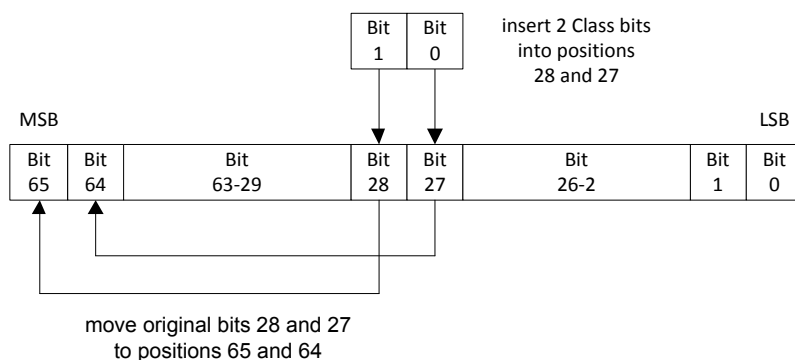 Bit 1
Bit 0
insert 2 Class bits
into positions
28 and 27
MSB
LSB
Bit 65
Bit 64
Bit 63-29
Bit 28
Bit 27
Bit 26-2
Bit 1
Bit 0
move original bits 28 and 27
to positions 65 and 64